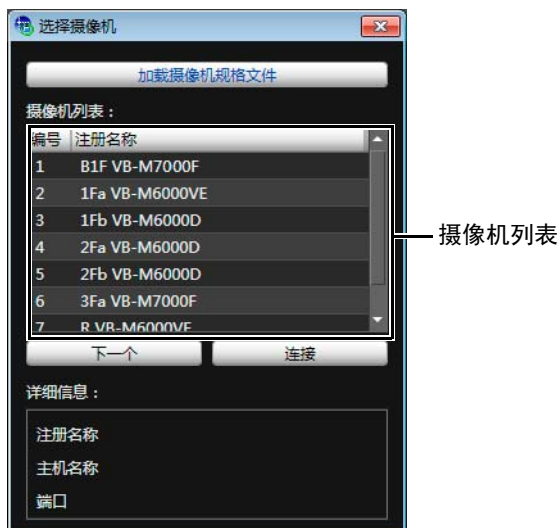 选择摄像机
加载摄像机规格文件
摄像机列表：
编号 注册名称
1 B1F VB-M7000F
2 1Fa VB-M6000VE
3 1Fb VB-M6000D
4 2Fa VB-M6000D
5 2Fb VB-M6000D
6 3Fa VB-M7000F
7 R VB-M6000VE
摄像机列表
下一个 连接
详细信息：
注册名称
主机名称
端口